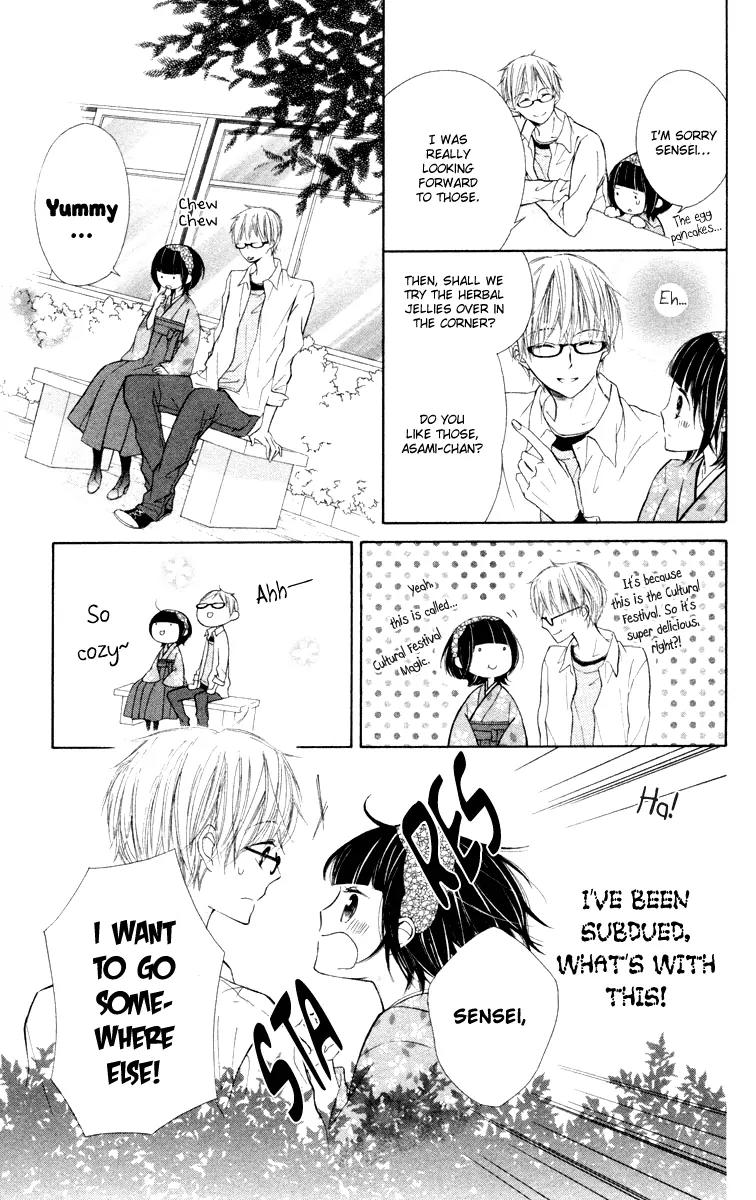 I'M SORRY
SENSEI...
The egg
pancakes...
I WAS
REALLY
LOOKING
FORWARD
TO THOSE.
Eh...
THEN, SHALL WE
TRY THE HERBAL
JELLIES OVER IN
THE CORNER?
DO YOU
LIKE THOSE,
ASAMI-CHAN?
Chew
Chew
Yummy
...
It's because
this is the Cultural
Festival. So it's
super delicious,
right?!
Yeah,
this is called...
Cultural Festival
Magic.
Ahh—
So
cozy~
Ha!
I'VE BEEN
SUBDUED,
WHAT'S WITH
THIS!
STA
RES
SENSEI,
I WANT
TO GO
SOME-
WHERE
ELSE!